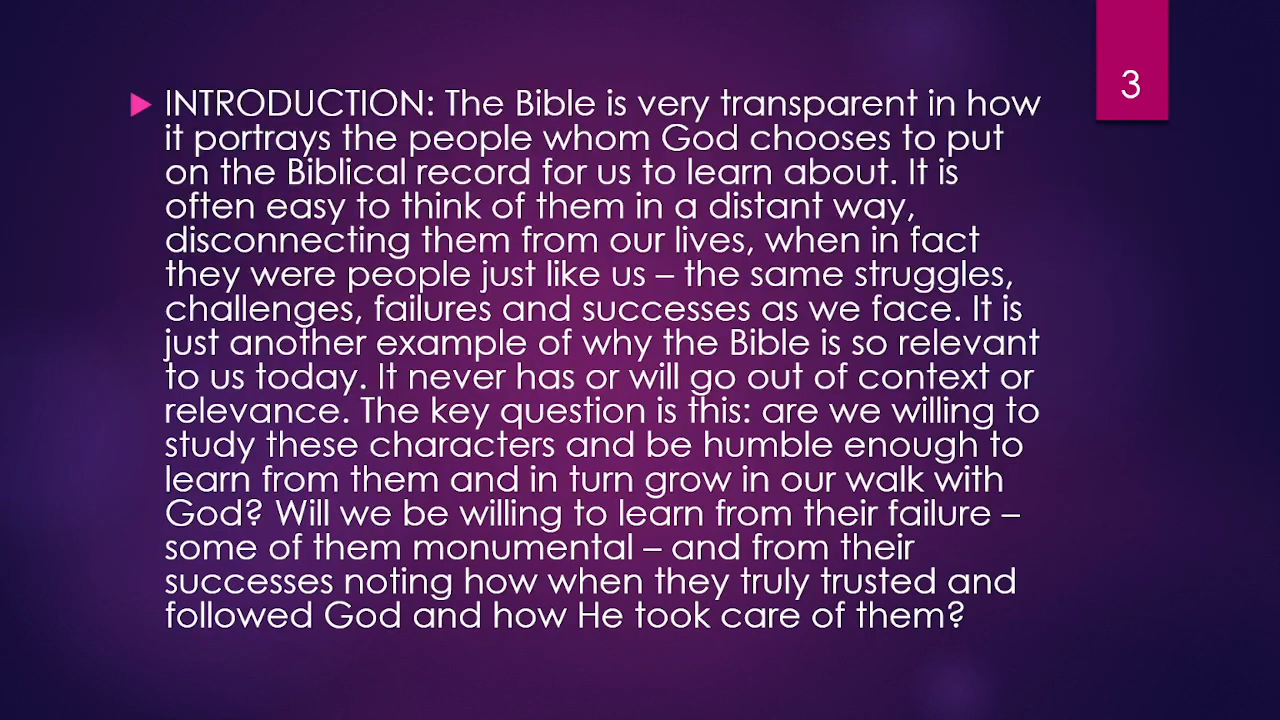 3
INTRODUCTION: The Bible is very transparent in how
it portrays the people whom God chooses to put
on the Biblical record for us to learn about. It is
often easy to think of them in a distant way,
disconnecting them from our lives, when in fact
they were people just like us – the same struggles,
challenges, failures and successes as we face. It is
just another example of why the Bible is so relevant
to us today. It never has or will go out of context or
relevance. The key question is this: are we willing to
study these characters and be humble enough to
learn from them and in turn grow in our walk with
God? Will we be willing to learn from their failure –
some of them monumental – and from their
successes noting how when they truly trusted and
followed God and how He took care of them?